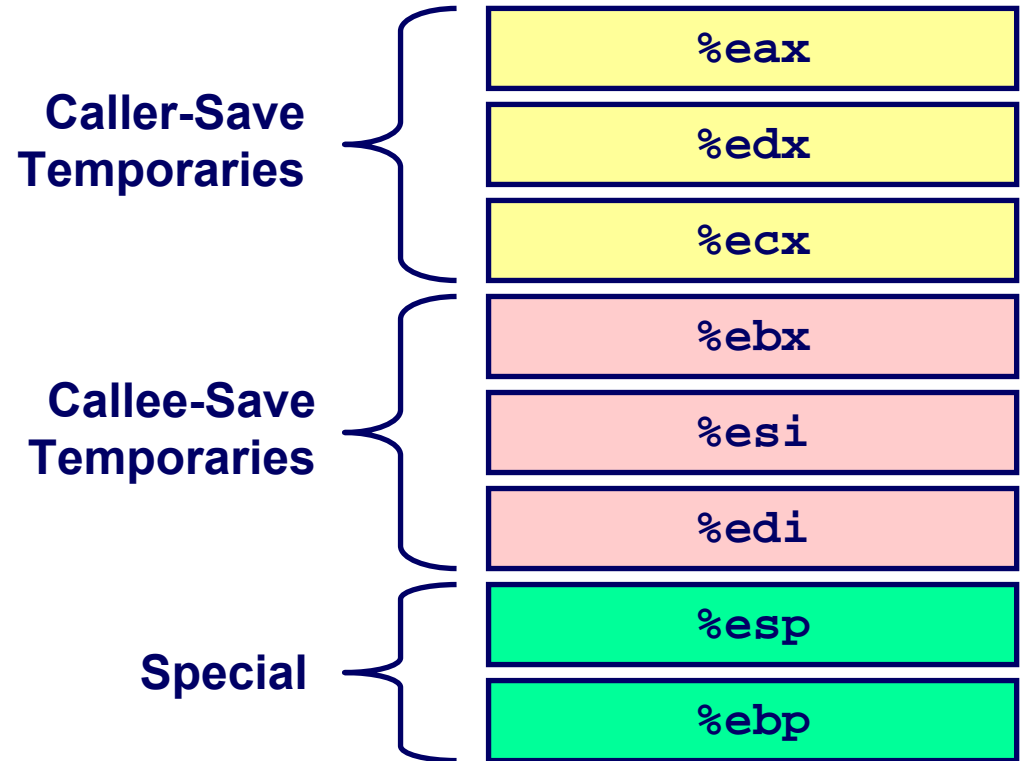 Caller-Save
Temporaries
%eax
%edx
%ecx
Callee-Save
Temporaries
%ebx
%esi
%edi
Special
%esp
%ebp